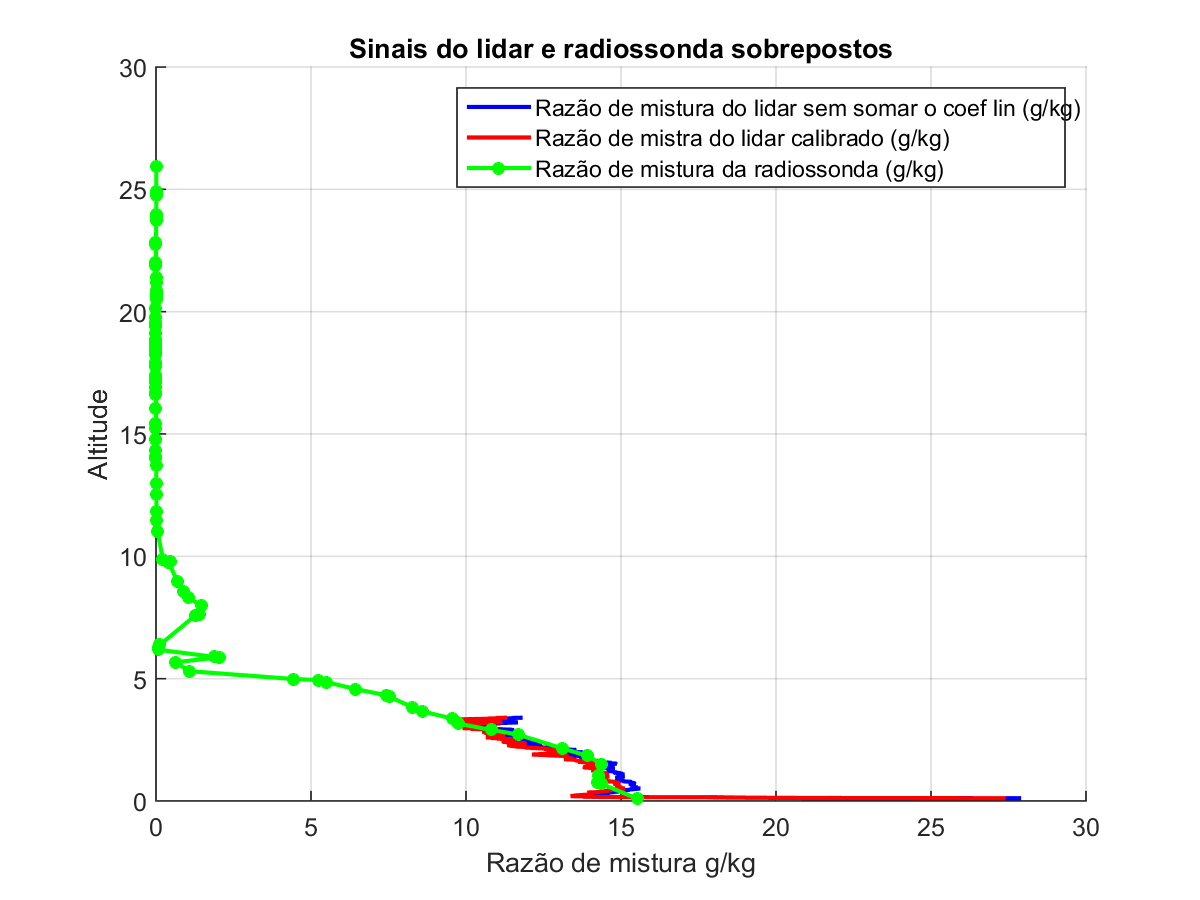 Sinais do lidar e radiossonda sobrepostos
30
Razão de mistura do lidar sem somar o coef lin (g/kg)
Razão de mistra do lidar calibrado (g/kg)
Razão de mistura da radiossonda (g/kg)
25
20
15
10
5
0
Altitude
0 5 10 15 20 25 30
Razão de mistura g/kg